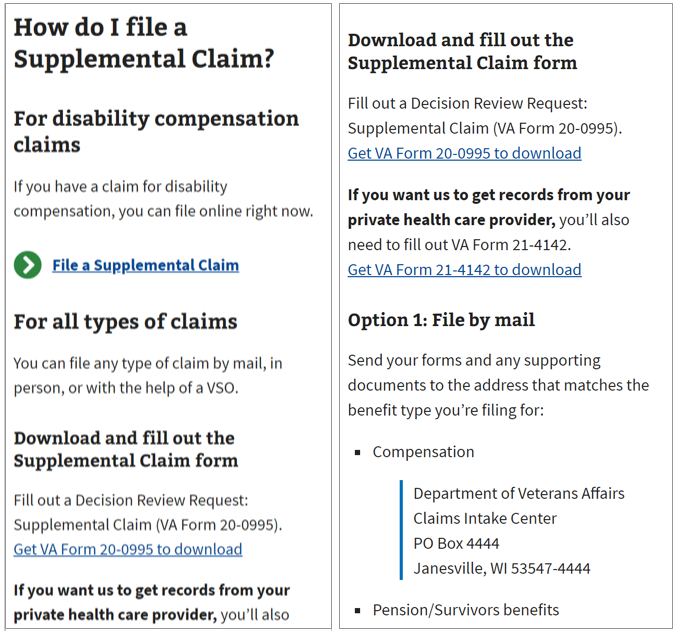 How do I file a
Supplemental Claim?
For disability compensation
claims
If you have a claim for disability
compensation, you can file online right now.
File a Supplemental Claim
For all types of claims
You can file any type of claim by mail, in
person, or with the help of a VSO.
Download and fill out the
Supplemental Claim form
Fill out a Decision Review Request:
Supplemental Claim (VA Form 20-0995).
Get VA Form 20-0995 to download
If you want us to get records from your
private health care provider, you’ll also
Download and fill out the
Supplemental Claim form
Fill out a Decision Review Request:
Supplemental Claim (VA Form 20-0995).
Get VA Form 20-0995 to download
If you want us to get records from your
private health care provider, you’ll also
need to fill out VA Form 21-4142.
Get VA Form 21-4142 to download
Option 1: File by mail
Send your forms and any supporting
documents to the address that matches the
benefit type you’re filing for:
▪ Compensation
Department of Veterans Affairs
Claims Intake Center
PO Box 4444
Janesville, WI 53547-4444
▪ Pension/Survivors benefits